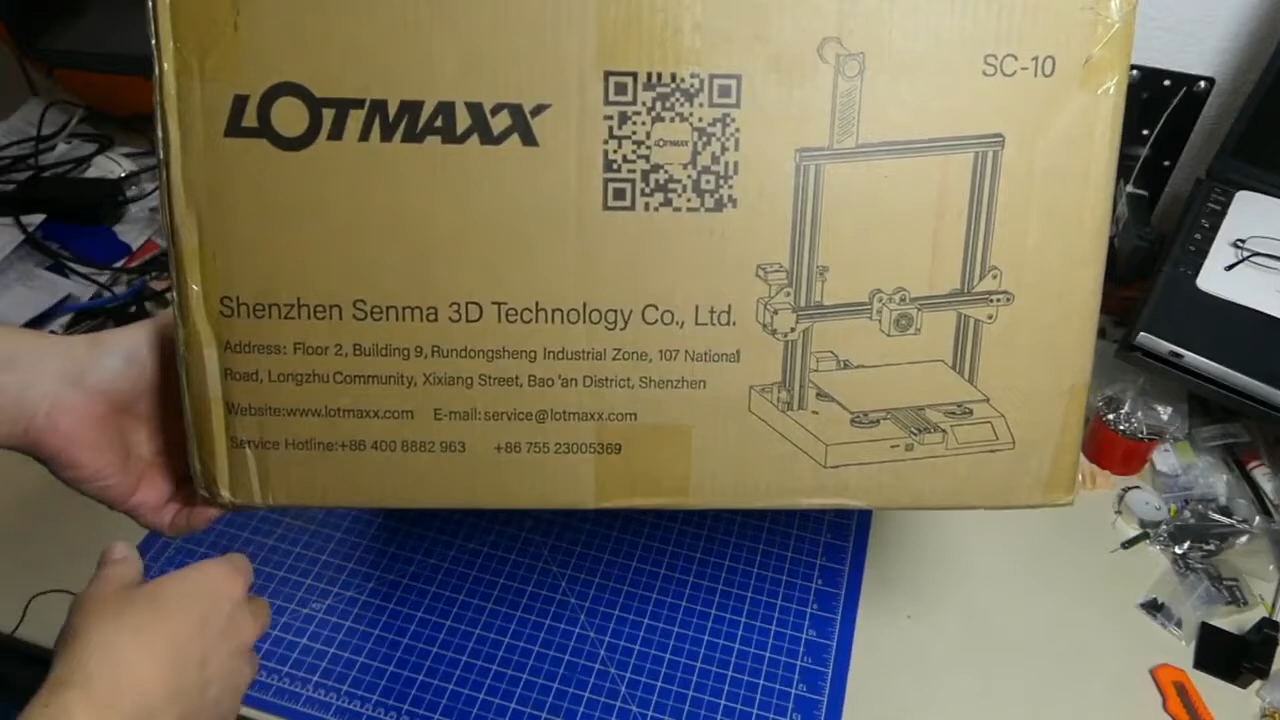 LOTMAXX
LOTMAXX
SC-10
Shenzhen Senma 3D Technology Co., Ltd.
Address: Floor 2, Building 9, Rundongsheng Industrial Zone, 107 National
Road, Longzhu Community, Xixiang Street, Bao 'an District, Shenzhen
Website:www.lotmaxx.com E-mail:service@lotmaxx.com
Service Hotline:+86 400 8882 963 +86 755 23005369